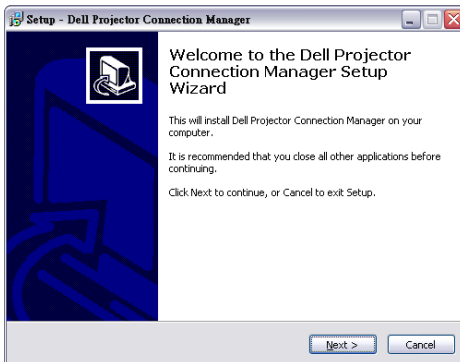 Setup - Dell Projector Connection Manager
Welcome to the Dell Projector
Connection Manager Setup
Wizard
This will install Dell Projector Connection Manager on your
computer.
It is recommended that you close all other applications before
continuing.
Click Next to continue, or Cancel to exit Setup.
Next > Cancel